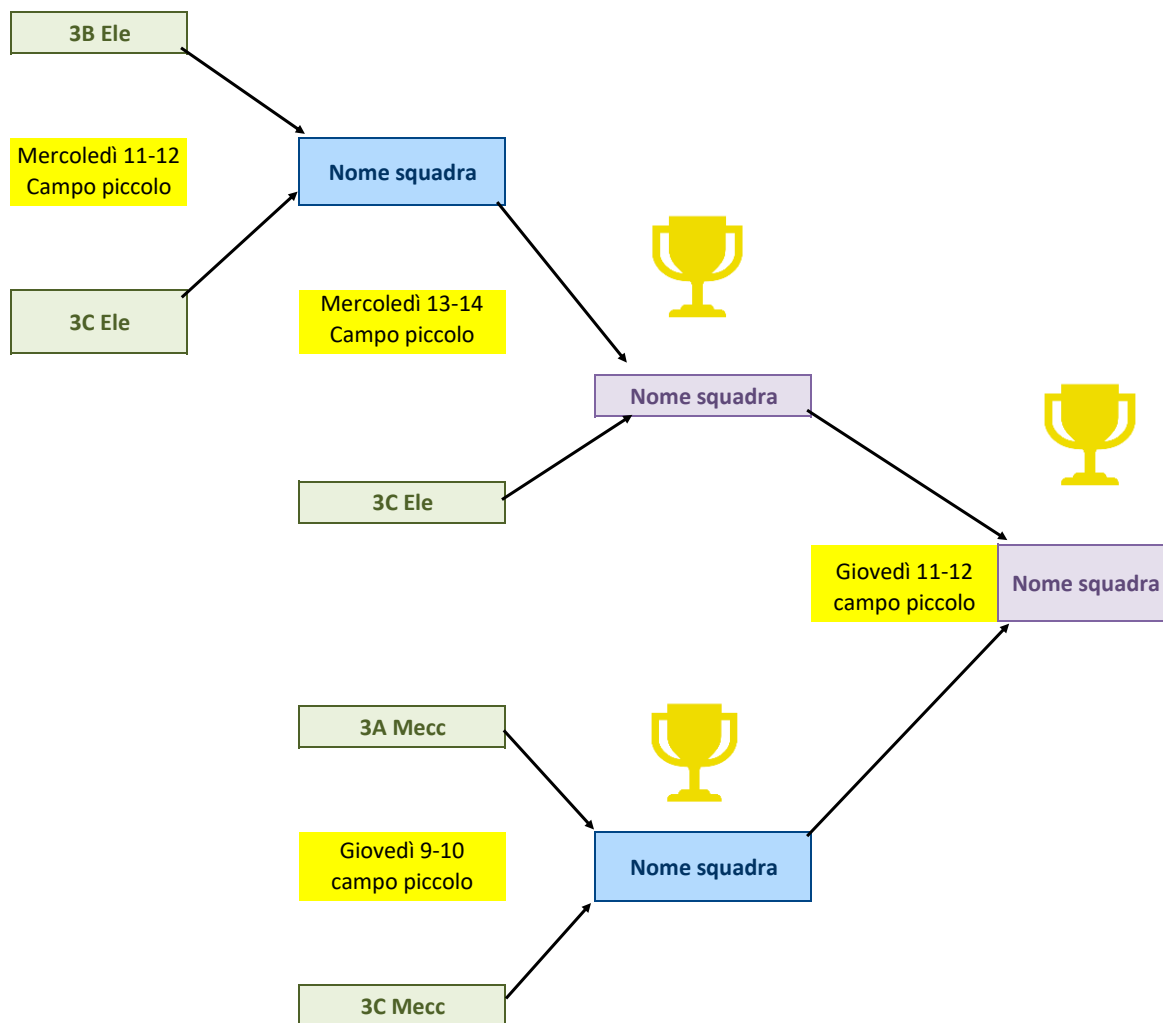 3B Ele
Mercoledì 11-12
Campo piccolo
Nome squadra
3C Ele
Mercoledì 13-14
Campo piccolo
Nome squadra
3C Ele
Giovedì 11-12
campo piccolo
Nome squadra
3A Mecc
Giovedì 9-10
campo piccolo
Nome squadra
3C Mecc